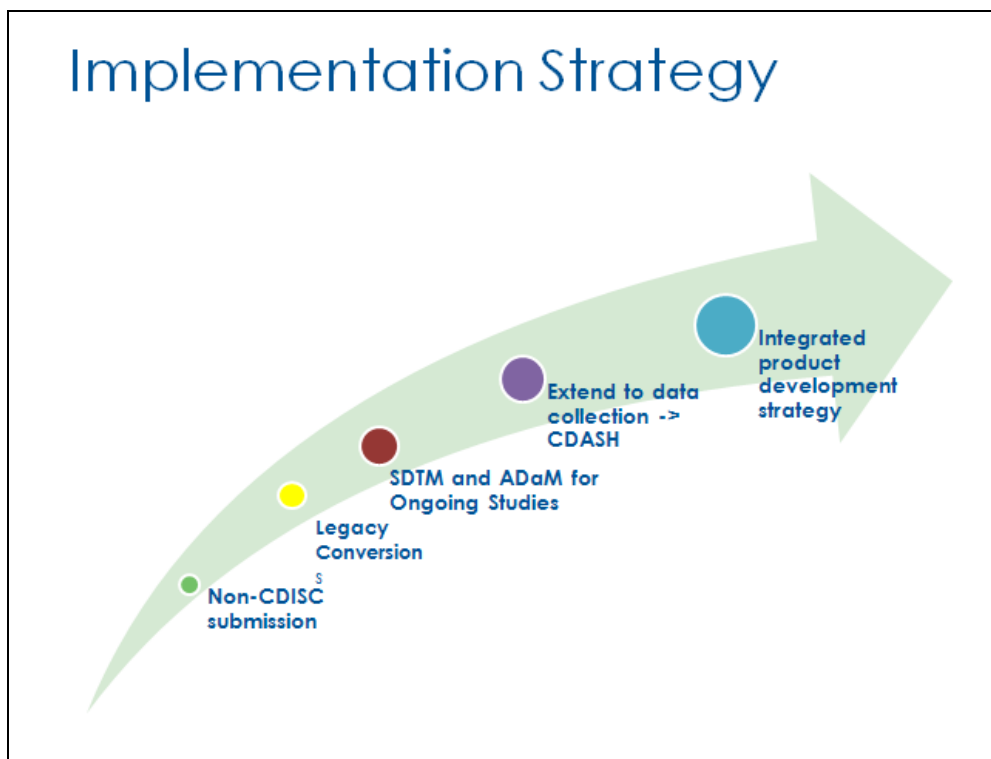 Implementation Strategy
Non-CDISC
submission
Legacy
Conversion
s
SDTM and ADaM for
Ongoing Studies
Extend to data
collection ->
CDASH
Integrated
product
development
strategy